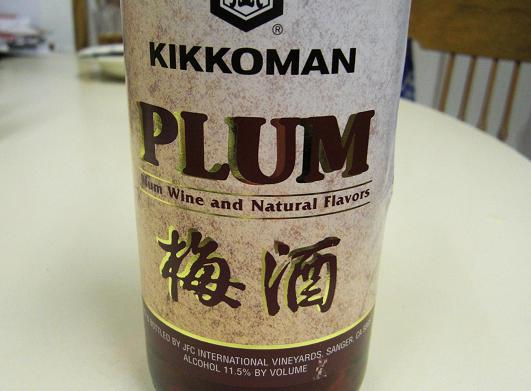 ®
KIKKOMAN
PLUM
Plum Wine and Natural Flavors
梅酒
BOTTLED BY JFC INTERNATIONAL VINEYARDS, SANGER, CA
ALCOHOL 11.5% BY VOLUME